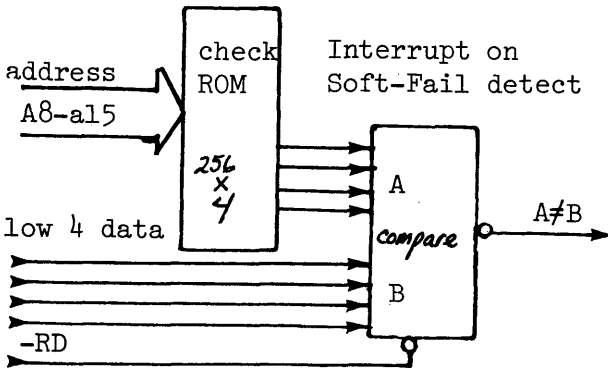 check
ROM
Interrupt on
Soft-Fail detect
address
A8-a15
256
x
4
A
compare
A≠B
low 4 data
B
-RD